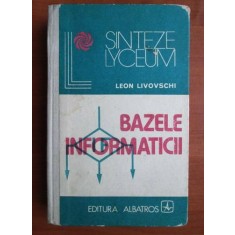 SINTEZE
LYCEUM
LEON LIVOVSCHI
BAZELE
INFORMATICII
EDITURA ALBATROS